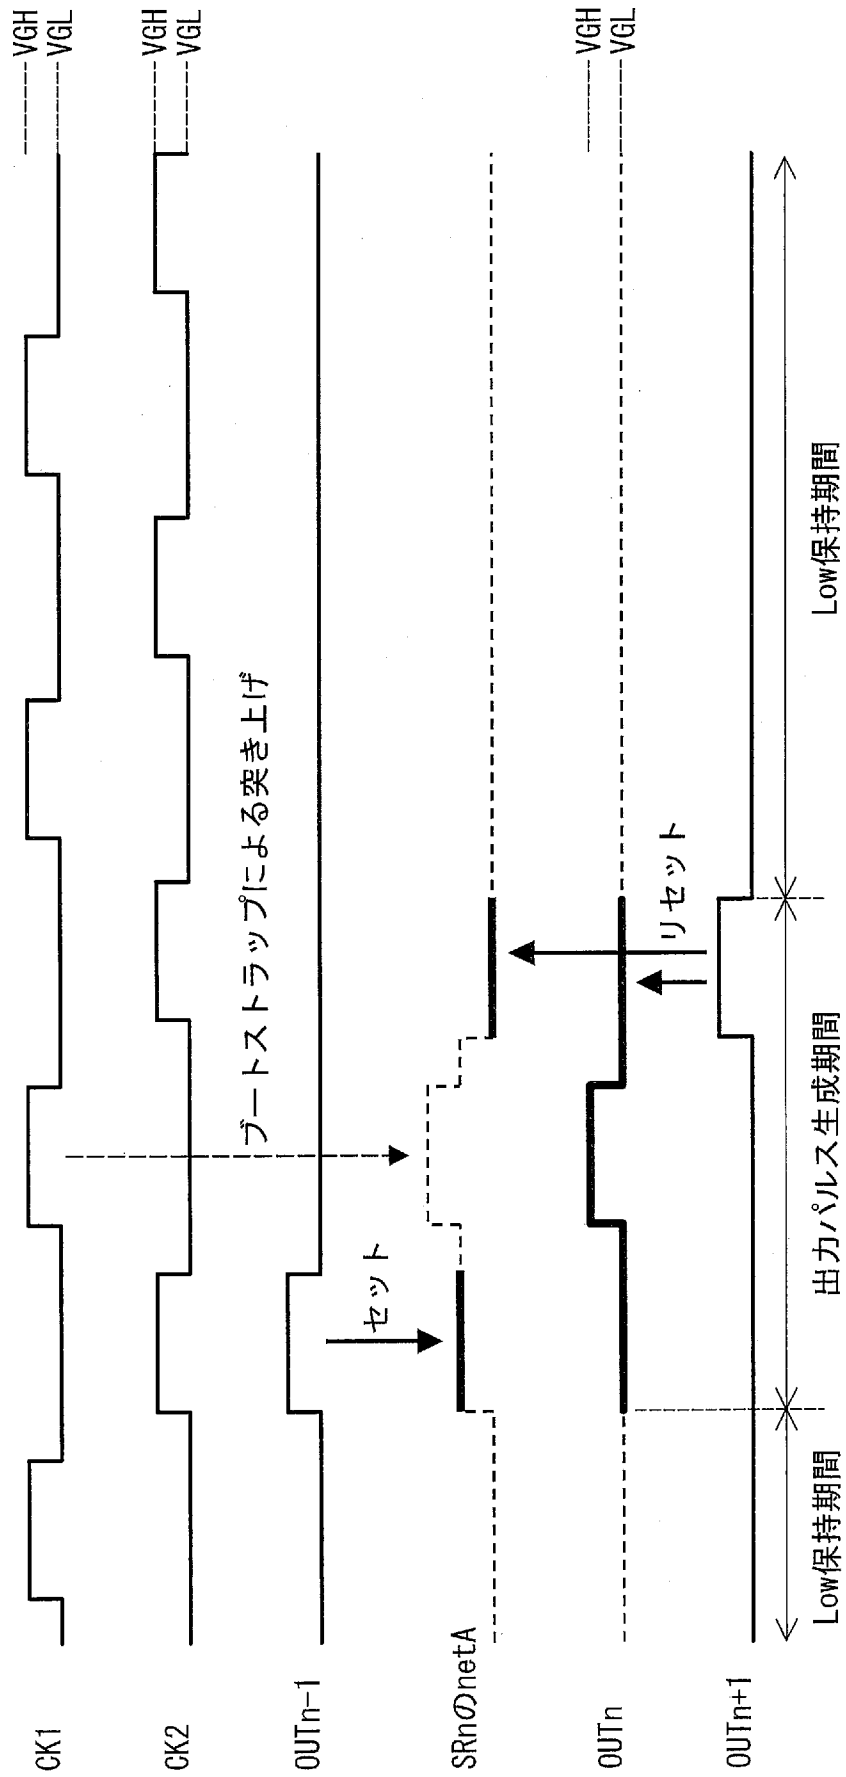 CK1
VGH
VGL
CK2
VGH
VGL
OUTn-1
ブートストラップによる突き上げ
セット
SRnのnetA
OUTn
VGH
VGL
リセット
OUTn+1
Low保持期間
出力パルス生成期間
Low保持期間